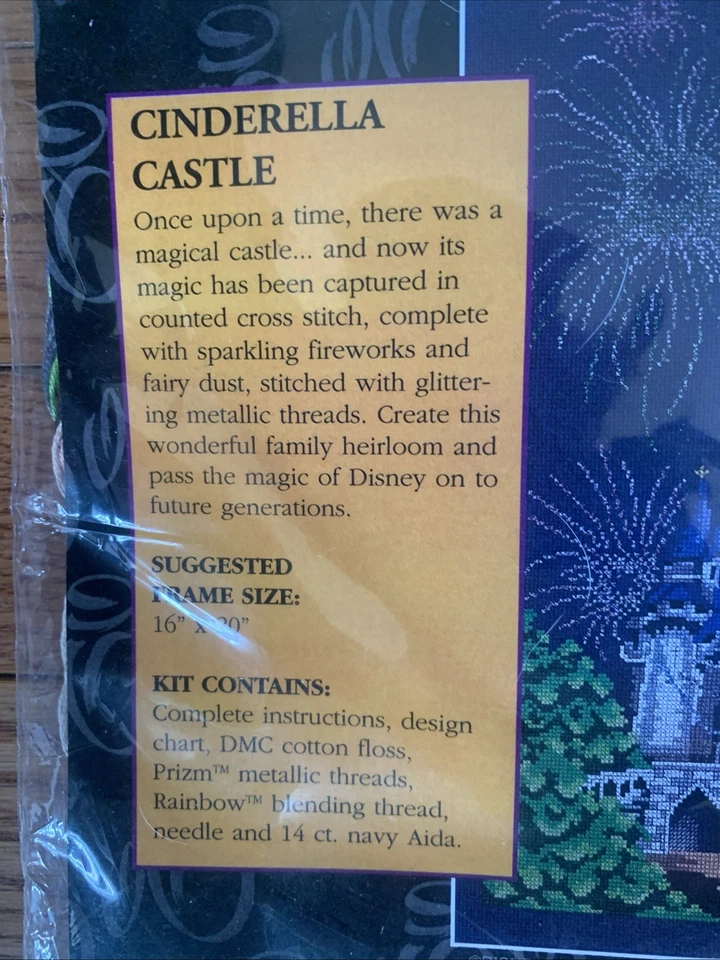 CINDERELLA
CASTLE
Once upon a time, there was a
magical castle... and now its
magic has been captured in
counted cross stitch, complete
with sparkling fireworks and
fairy dust, stitched with glitter-
ing metallic threads. Create this
wonderful family heirloom and
pass the magic of Disney on to
future generations.
SUGGESTED
FRAME SIZE:
16” x 20”
KIT CONTAINS:
Complete instructions, design
chart, DMC cotton floss,
Prizm™ metallic threads,
Rainbow™ blending thread,
needle and 14 ct. navy Aida.